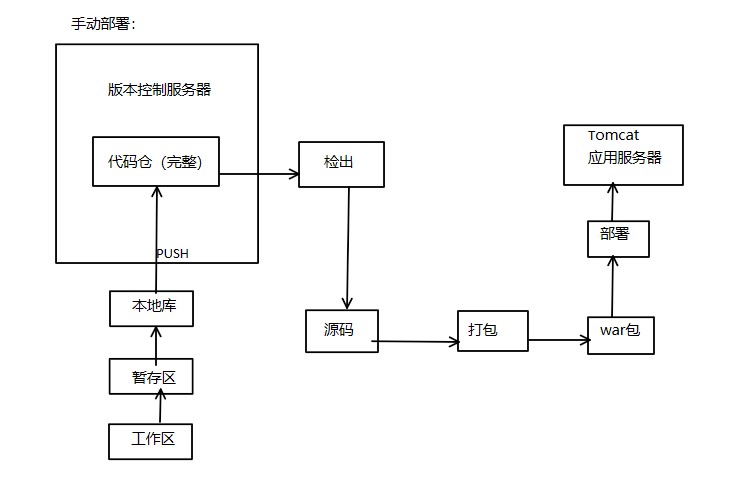 手动部署:
版本控制服务器
代码仓（完整）
检出
Tomcat
应用服务器
部署
PUSH
本地库
源码
打包
war包
暂存区
工作区